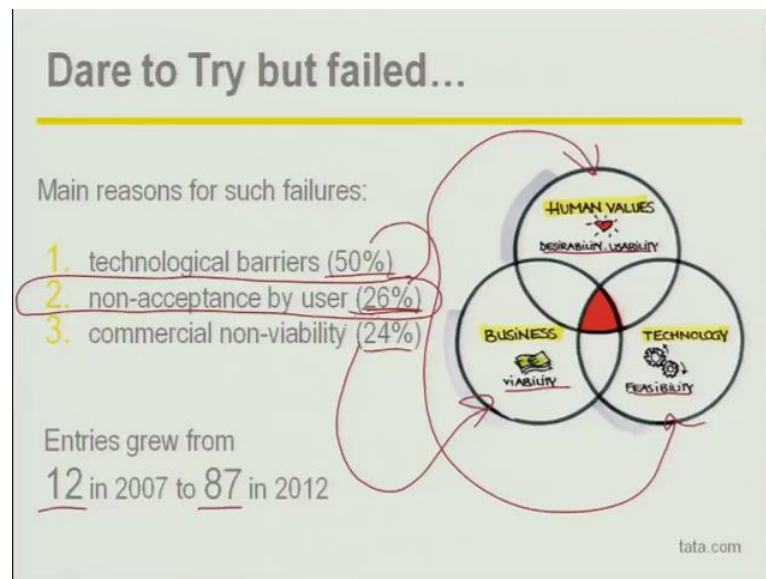 Dare to Try but failed...
Main reasons for such failures:
1. technological barriers (50%)
2. non-acceptance by user (26%)
3. commercial non-viability (24%)
Entries grew from
12 in 2007 to 87 in 2012
HUMAN VALUES
DESIRABILITY, USABILITY
BUSINESS
VIABILITY
TECHNOLOGY
FEASIBILITY
tata.com